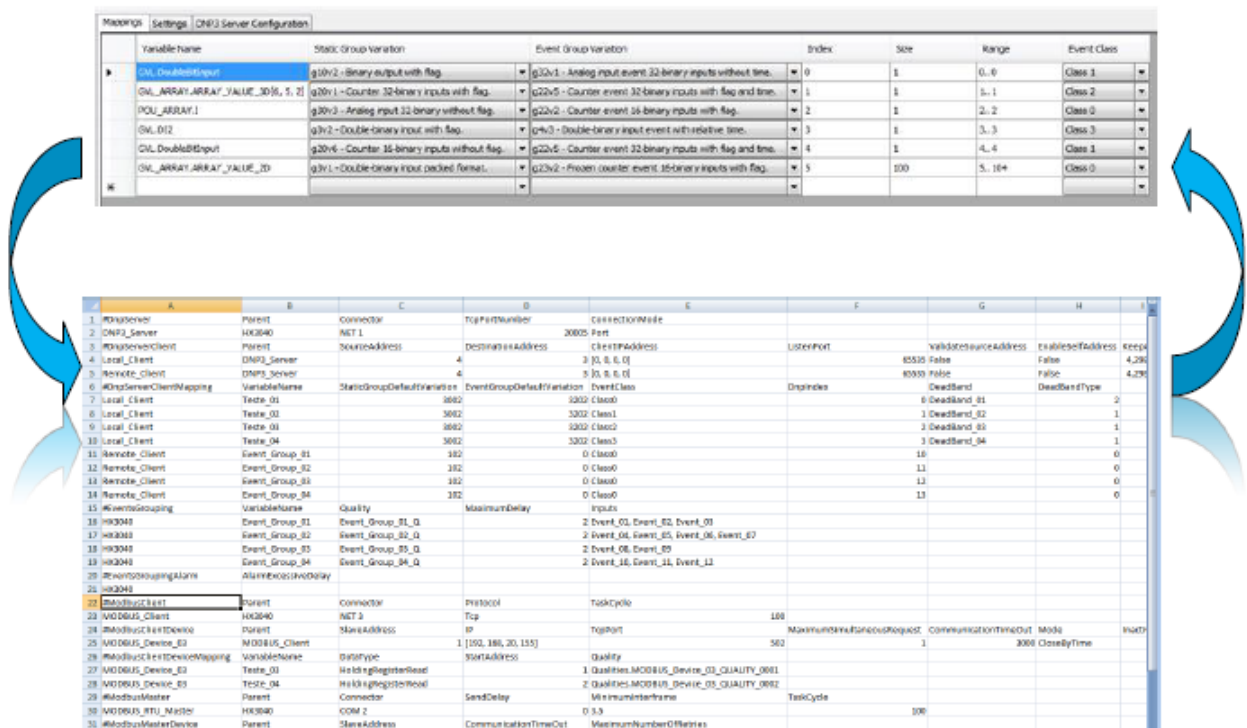 Mappings Settings DNP3 Server Configuration
Variable Name Static Group Variation Event Group Variation Index Size Range Event Class
GVL.DoubleBitInput g10v2 - Binary output with flag. g32v1 - Analog input event 32-binary inputs without time. 0 1 0..0 Class 1
GVL_ARRAY.ARRAY_VALUE_3D[6, 5, 2] g20v1 - Counter 32-binary inputs with flag. g22v5 - Counter event 32-binary inputs with flag and time. 1 1 1..1 Class 2
POU_ARRAY.I g30v3 - Analog input 32-binary without flag. g22v2 - Counter event 16-binary inputs with flag. 2 1 2..2 Class 0
GVL.DI2 g3v2 - Double-binary input with flag. g4v3 - Double-binary input event with relative time. 3 1 3..3 Class 3
GVL.DoubleBitInput g20v6 - Counter 16-binary inputs without flag. g22v5 - Counter event 32-binary inputs with flag and time. 4 1 4..4 Class 1
GVL_ARRAY.ARRAY_VALUE_2D g3v1 - Double-binary input packed format. g23v2 - Frozen counter event 16-binary inputs with flag. 5 100 5..104 Class 0
A B C D E F G H I
1 #DnpServer Parent Connector TcpPortNumber ConnectionMode
2 DNP3_Server HX3040 NET 1 20005 Port
3 #DnpServerClient Parent SourceAddress DestinationAddress ClientIPAddress ListenPort ValidateSourceAddress EnableSelfAddress Keepa
4 Local_Client DNP3_Server 4 3 [0, 0, 0, 0] 65535 False False 4,298
5 Remote_Client DNP3_Server 4 3 [0, 0, 0, 0] 65535 False False 4,298
6 #DnpServerClientMapping VariableName StaticGroupDefaultVariation EventGroupDefaultVariation EventClass DnpIndex DeadBand DeadBandType
7 Local_Client Teste_01 3002 3202 Class0 0 DeadBand_01 2
8 Local_Client Teste_02 3002 3202 Class1 1 DeadBand_02 1
9 Local_Client Teste_03 3002 3202 Class2 2 DeadBand_03 1
10 Local_Client Teste_04 3002 3202 Class3 3 DeadBand_04 1
11 Remote_Client Event_Group_01 102 0 Class0 10 0
12 Remote_Client Event_Group_02 102 0 Class0 11 0
13 Remote_Client Event_Group_03 102 0 Class0 12 0
14 Remote_Client Event_Group_04 102 0 Class0 13 0
15 #EventsGrouping VariableName Quality MaximumDelay Inputs
16 HX3040 Event_Group_01 Event_Group_01_Q 2 Event_01, Event_02, Event_03
17 HX3040 Event_Group_02 Event_Group_02_Q 2 Event_04, Event_05, Event_06, Event_07
18 HX3040 Event_Group_03 Event_Group_03_Q 2 Event_08, Event_09
19 HX3040 Event_Group_04 Event_Group_04_Q 2 Event_10, Event_11, Event_12
20 #EventsGroupingAlarm AlarmExcessiveDelay
21 HX3040
22 #ModbusClient Parent Connector Protocol TaskCycle
23 MODBUS_Client HX3040 NET 3 Tcp 100
24 #ModbusClientDevice Parent SlaveAddress IP TcpPort MaximumSimultaneousRequest CommunicationTimeOut Mode Inacti
25 MODBUS_Device_03 MODBUS_Client 1 [192, 168, 20, 155] 502 1 3000 CloseByTime
26 #ModbusClientDeviceMapping VariableName DataType StartAddress Quality
27 MODBUS_Device_03 Teste_03 HoldingRegisterRead 1 Qualities.MODBUS_Device_03_QUALITY_0001
28 MODBUS_Device_03 Teste_04 HoldingRegisterRead 2 Qualities.MODBUS_Device_03_QUALITY_0002
29 #ModbusMaster Parent Connector SendDelay MinimumInterframe TaskCycle
30 MODBUS_RTU_Master HX3040 COM 2 0 3.5 100
31 #ModbusMasterDevice Parent SlaveAddress CommunicationTimeOut MaximumNumberOfRetries